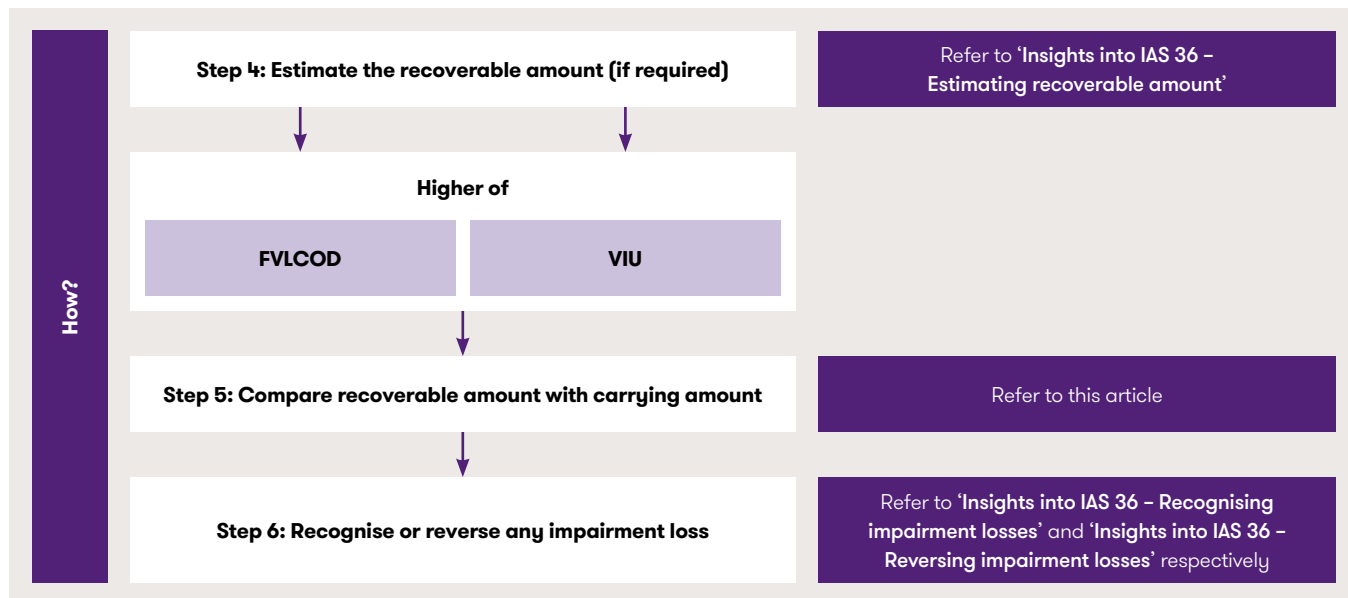 How?
Step 4: Estimate the recoverable amount (if required)
Refer to ‘Insights into IAS 36 –
Estimating recoverable amount’
Higher of
FVLCOD
VIU
Step 5: Compare recoverable amount with carrying amount
Refer to this article
Step 6: Recognise or reverse any impairment loss
Refer to ‘Insights into IAS 36 – Recognising
impairment losses’ and ‘Insights into IAS 36 –
Reversing impairment losses’ respectively